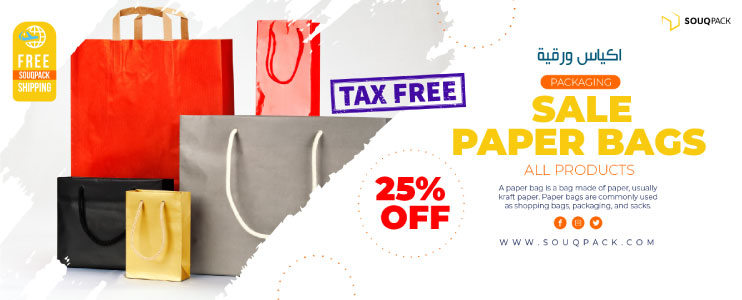 FREE
SOUQPACK
SHIPPING
TAX FREE
25%
OFF
SOUQPACK
اكياس ورقية
PACKAGING
SALE
PAPER BAGS
ALL PRODUCTS
A paper bag is a bag made of paper, usually
kraft paper. Paper bags are commonly used
as shopping bags, packaging, and sacks.
WWW.SOUQPACK.COM